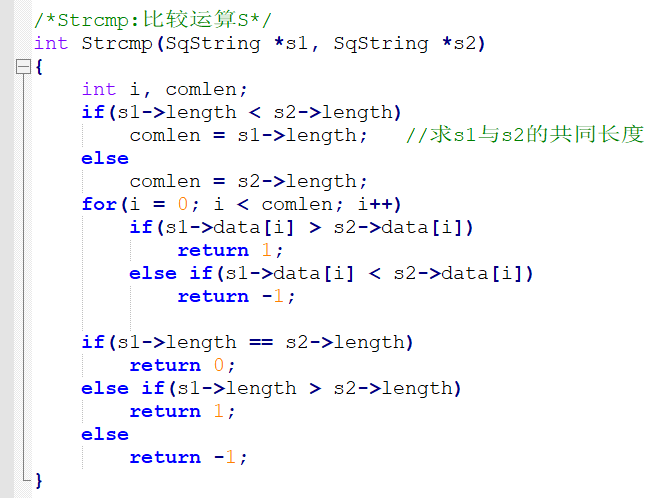 /*Strcmp:比较运算S*/
int Strcmp(SqString *s1, SqString *s2)
{
    int i, comlen;
    if(s1->length < s2->length)
        comlen = s1->length;   //求s1与s2的共同长度
    else
        comlen = s2->length;
    for(i = 0; i < comlen; i++)
        if(s1->data[i] > s2->data[i])
            return 1;
        else if(s1->data[i] < s2->data[i])
            return -1;

    if(s1->length == s2->length)
        return 0;
    else if(s1->length > s2->length)
        return 1;
    else
        return -1;
}